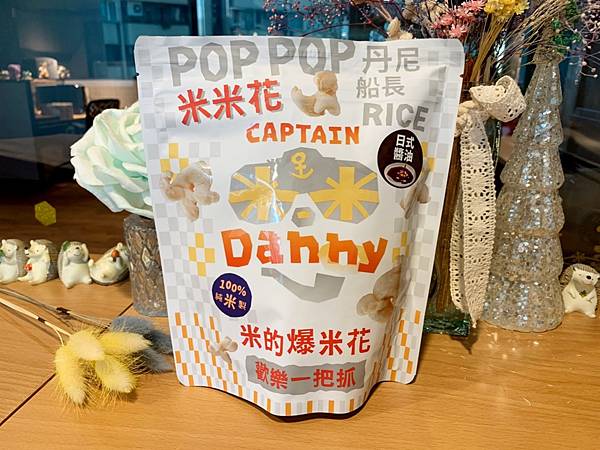 POP POP
丹尼
船長
米米花
RICE
CAPTAIN
日式
醬油
Danny
100%
純米製
米的爆米花
歡樂一把抓